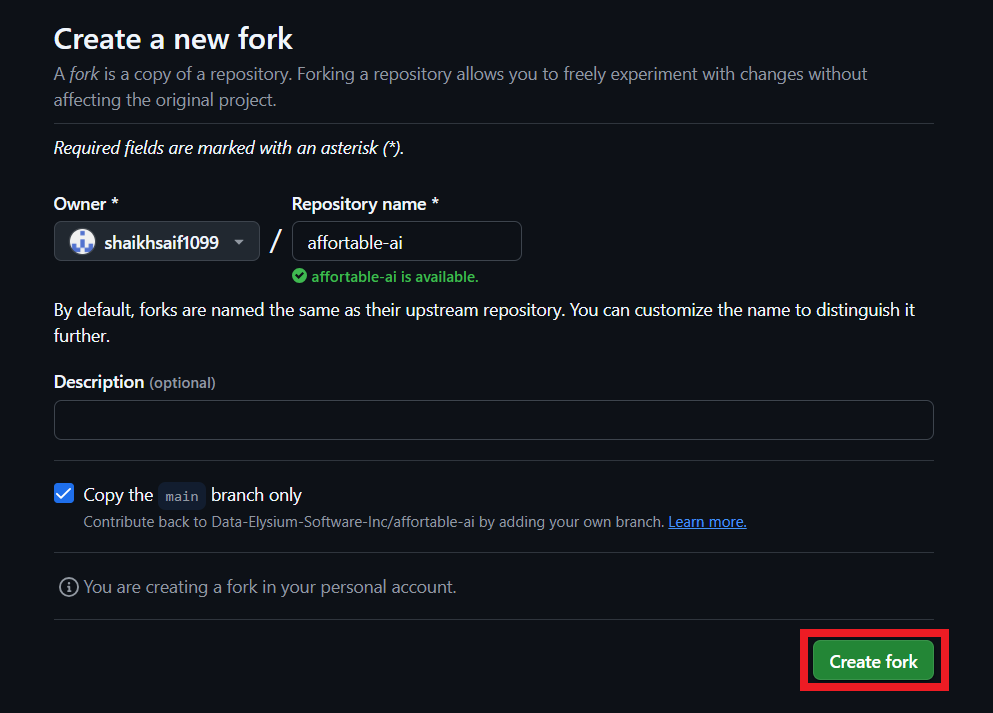 Create a new fork
A fork is a copy of a repository. Forking a repository allows you to freely experiment with changes without
affecting the original project.
Required fields are marked with an asterisk (*).
Owner *
Repository name *
shaikhsaif1099
/
affortable-ai
affortable-ai is available.
By default, forks are named the same as their upstream repository. You can customize the name to distinguish it
further.
Description (optional)
Copy the main branch only
Contribute back to Data-Elysium-Software-Inc/affortable-ai by adding your own branch. Learn more.
You are creating a fork in your personal account.
Create fork